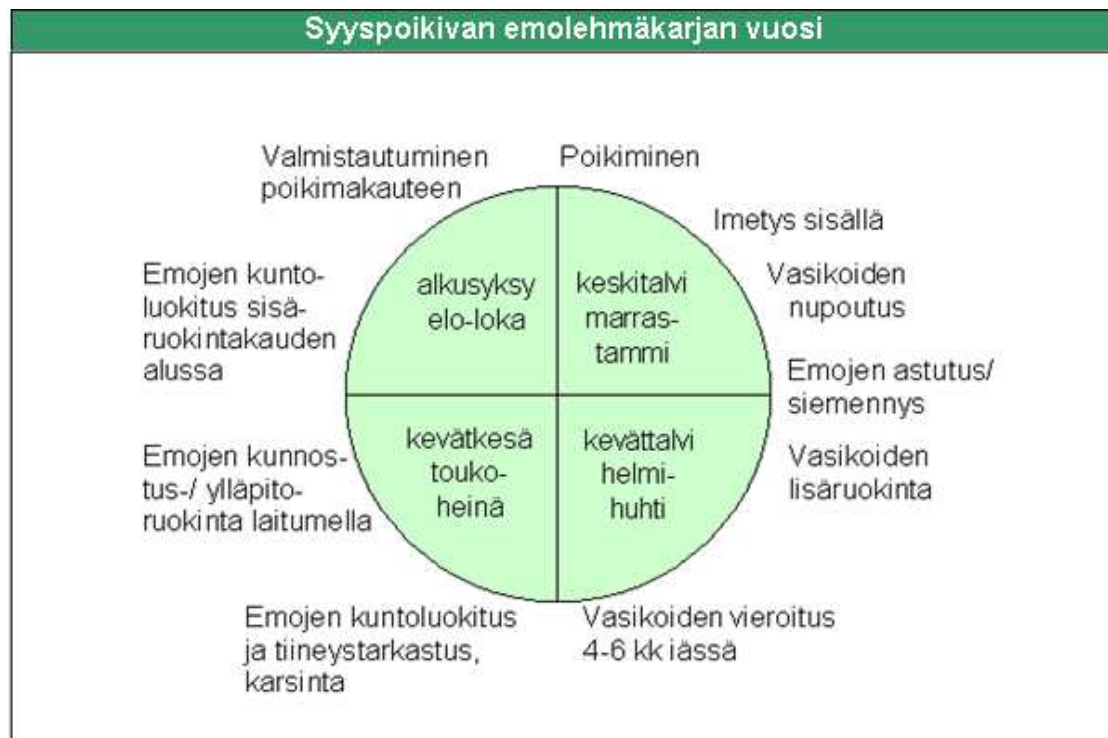 Syyspoikivan emolehmäkarjan vuosi
Valmistautuminen
poikimakauteen
Poikiminen
Imetys sisällä
Vasikoiden
nupoutus
Emojen astutus/
siemennys
Vasikoiden
lisäruokinta
Vasikoiden vieroitus
4-6 kk iässä
Emojen kuntoluokitus
ja tiineystarkastus,
karsinta
Emojen kunnos-
tus-/ ylläpito-
ruokinta laitumella
Emojen kunto-
luokitus sisä-
ruokintakauden
alussa
alkusyksy
elo-loka
keskitalvi
marras-
tammi
kevätkesä
touko-
heinä
kevättalvi
helmi-
huhti